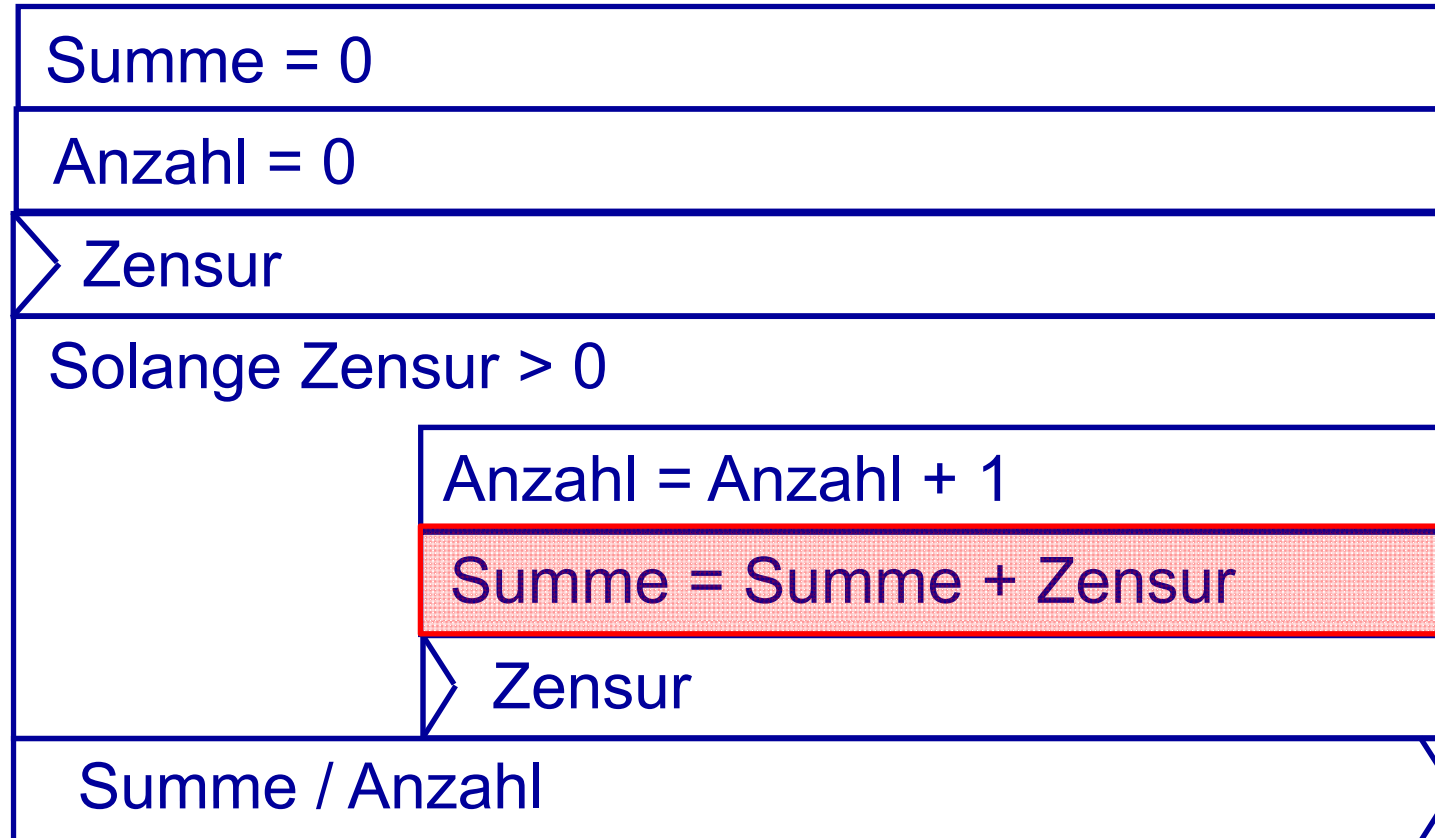 Summe = 0
Anzahl = 0
Zensur
Solange Zensur > 0
Anzahl = Anzahl + 1
Summe = Summe + Zensur
Zensur
Summe / Anzahl